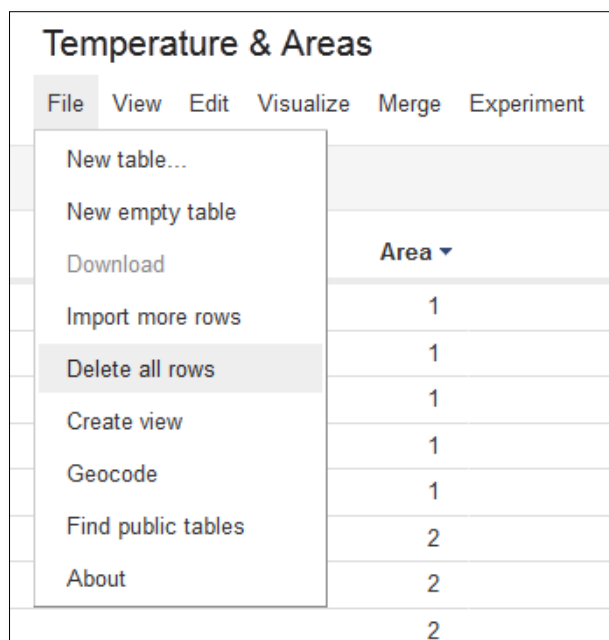 Temperature & Areas
File View Edit Visualize Merge Experiment
New table...
New empty table
Download
Area
Import more rows
1
Delete all rows
1
1
Create view
1
Geocode
1
Find public tables
2
About
2
2